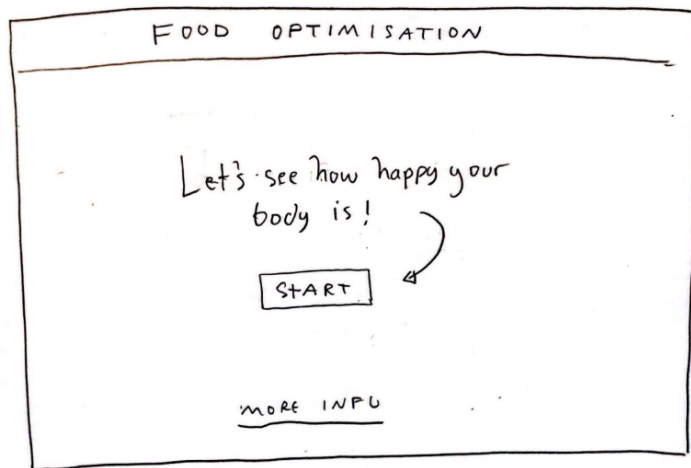 FOOD OPTIMISATION
Let's see how happy your
body is!
START
MORE INFO